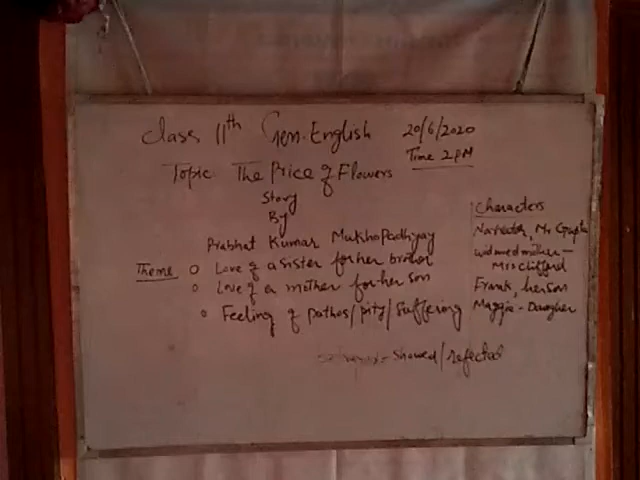 Class 11th Gen. English
20/6/2020
Time 2 PM
Topic The Price of Flowers
Story
By
Prabhat Kumar Mukhopadhyay
Theme
Love of a sister for her brother
Love of a mother for her son
Feeling of pathos/pity/suffering
showed/reflected
Characters
Narrator, Mr Gupta
widowed mother-
Mrs Clifford
Frank, her son
Maggie - Daughter